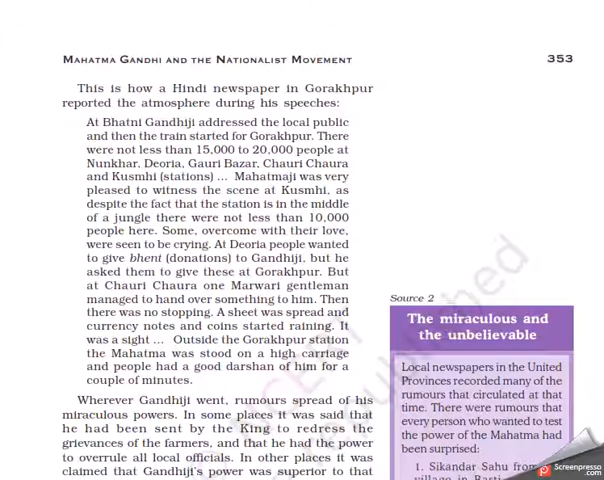 MAHATMA GANDHI AND THE NATIONALIST MOVEMENT
353
This is how a Hindi newspaper in Gorakhpur
reported the atmosphere during his speeches:
At Bhatni Gandhiji addressed the local public
and then the train started for Gorakhpur. There
were not less than 15,000 to 20,000 people at
Nunkhar, Deoria, Gauri Bazar, Chauri Chaura
and Kusmhi (stations) ... Mahatmaji was very
pleased to witness the scene at Kusmhi, as
despite the fact that the station is in the middle
of a jungle there were not less than 10,000
people here. Some, overcome with their love,
were seen to be crying. At Deoria people wanted
to give bhent (donations) to Gandhiji, but he
asked them to give these at Gorakhpur. But
at Chauri Chaura one Marwari gentleman
managed to hand over something to him. Then
there was no stopping. A sheet was spread and
currency notes and coins started raining. It
was a sight ... Outside the Gorakhpur station
the Mahatma was stood on a high carriage
and people had a good darshan of him for a
couple of minutes.
Wherever Gandhiji went, rumours spread of his
miraculous powers. In some places it was said that
he had been sent by the King to redress the
grievances of the farmers, and that he had the power
to overrule all local officials. In other places it was
claimed that Gandhiji's power was superior to that
Source 2
The miraculous and
the unbelievable
Local newspapers in the United
Provinces recorded many of the
rumours that circulated at that
time. There were rumours that
every person who wanted to test
the power of the Mahatma had
been surprised:
1. Sikandar Sahu from
village in Basti
Screenpresso